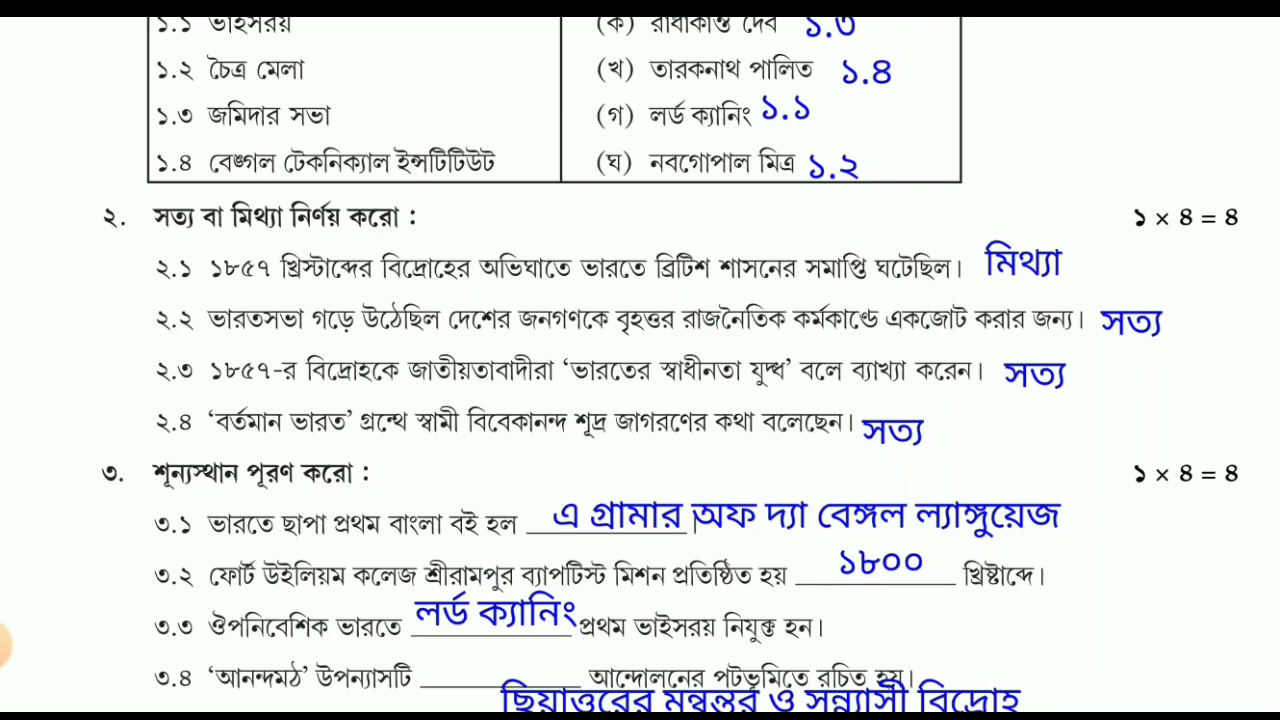 ১.১ ভাইসরয় (ক) রাধাকান্ত দেব ১.৩
১.২ চৈত্র মেলা (খ) তারকনাথ পালিত ১.৪
১.৩ জমিদার সভা (গ) লর্ড ক্যানিং ১.১
১.৪ বেঙ্গল টেকনিক্যাল ইন্সটিটিউট (ঘ) নবগোপাল মিত্র ১.২
২. সত্য বা মিথ্যা নির্ণয় করো : ১ × ৪ = ৪
২.১ ১৮৫৭ খ্রিস্টাব্দের বিদ্রোহের অভিঘাতে ভারতে ব্রিটিশ শাসনের সমাপ্তি ঘটেছিল। মিথ্যা
২.২ ভারতসভা গড়ে উঠেছিল দেশের জনগণকে বৃহত্তর রাজনৈতিক কর্মকাণ্ডে একজোট করার জন্য। সত্য
২.৩ ১৮৫৭-র বিদ্রোহকে জাতীয়তাবাদীরা ‘ভারতের স্বাধীনতা যুদ্ধ’ বলে ব্যাখ্যা করেন। সত্য
২.৪ ‘বর্তমান ভারত’ গ্রন্থে স্বামী বিবেকানন্দ শূদ্র জাগরণের কথা বলেছেন। সত্য
৩. শূন্যস্থান পূরণ করো : ১ × ৪ = ৪
৩.১ ভারতে ছাপা প্রথম বাংলা বই হল এ গ্রামার অফ দ্যা বেঙ্গল ল্যাঙ্গুয়েজ ।
৩.২ ফোর্ট উইলিয়ম কলেজ শ্রীরামপুর ব্যাপটিস্ট মিশন প্রতিষ্ঠিত হয় ১৮০০ খ্রিষ্টাব্দে।
৩.৩ ঔপনিবেশিক ভারতে লর্ড ক্যানিং প্রথম ভাইসরয় নিযুক্ত হন।
৩.৪ ‘আনন্দমঠ’ উপন্যাসটি ____________ আন্দোলনের পটভূমিতে রচিত হয়।
ছিয়াত্তরের মন্বন্তর ও সন্ন্যাসী বিদ্রোহ